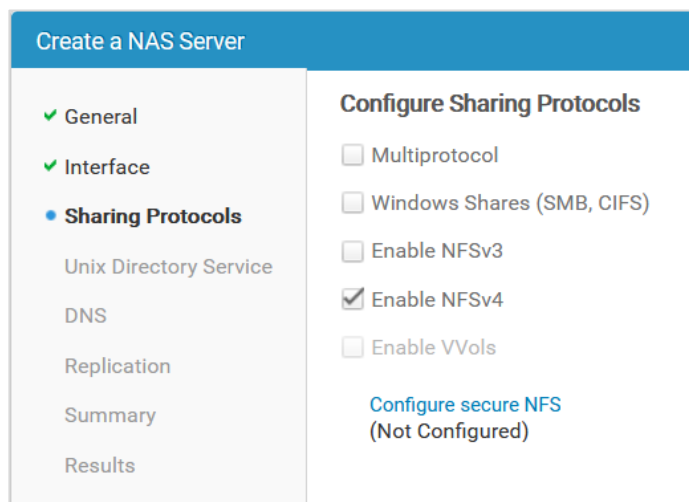 Create a NAS Server
General
Interface
Sharing Protocols
Unix Directory Service
DNS
Replication
Summary
Results
Configure Sharing Protocols
Multiprotocol
Windows Shares (SMB, CIFS)
Enable NFSv3
Enable NFSv4
Enable VVols
Configure secure NFS
(Not Configured)